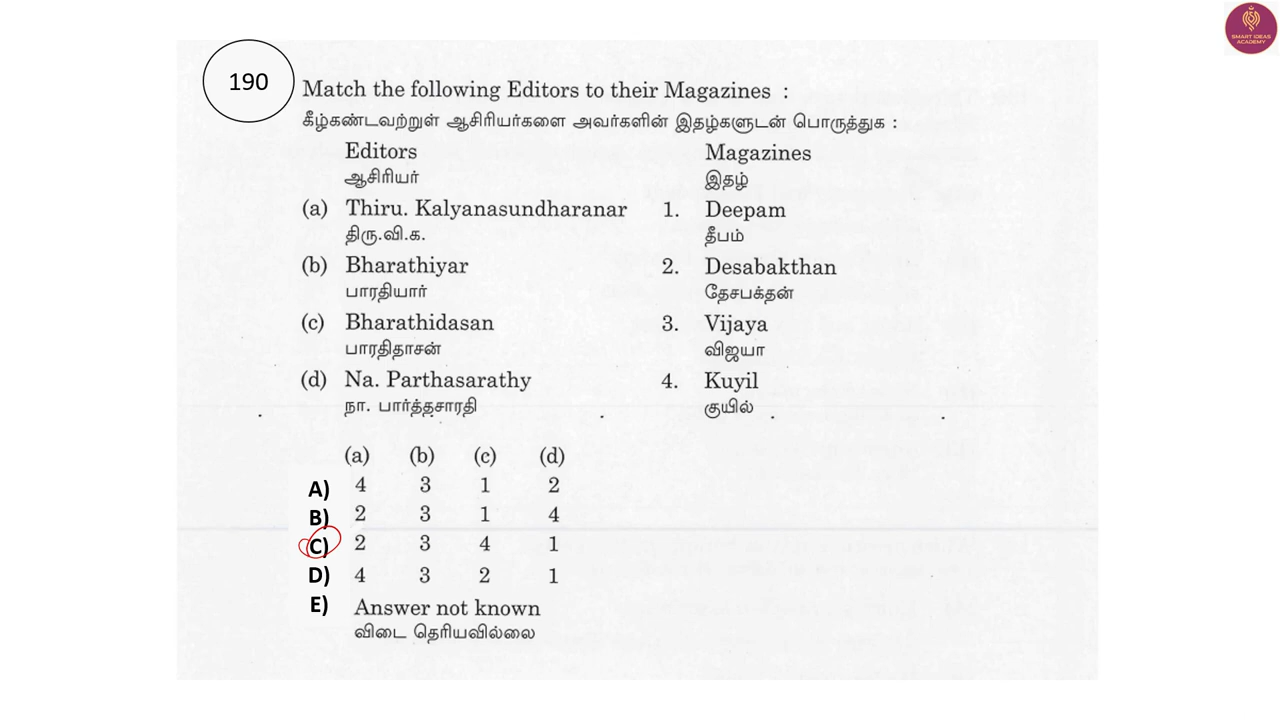 SMART IDEAS
ACADEMY
190
Match the following Editors to their Magazines :
கீழ்கண்டவற்றுள் ஆசிரியர்களை அவர்களின் இதழ்களுடன் பொருத்துக :
Editors Magazines
ஆசிரியர் இதழ்
(a) Thiru. Kalyanasundharanar 1. Deepam
திரு.வி.க. தீபம்
(b) Bharathiyar 2. Desabakthan
பாரதியார் தேசபக்தன்
(c) Bharathidasan 3. Vijaya
பாரதிதாசன் விஜயா
(d) Na. Parthasarathy 4. Kuyil
நா. பார்த்தசாரதி குயில்
(a) (b) (c) (d)
A) 4 3 1 2
B) 2 3 1 4
C) 2 3 4 1
D) 4 3 2 1
E) Answer not known
விடை தெரியவில்லை